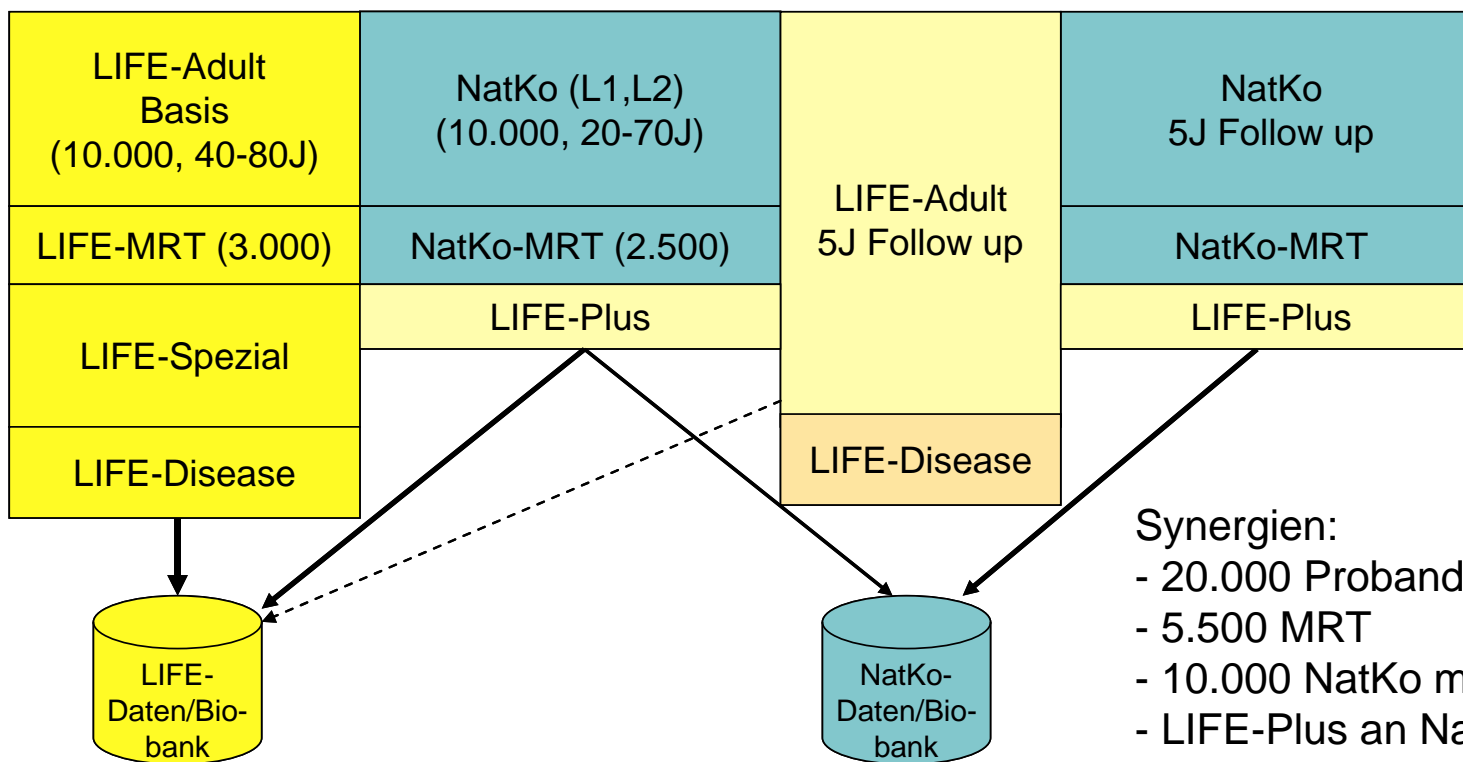 LIFE-Adult
Basis
(10.000, 40-80J)
LIFE-MRT (3.000)
LIFE-Spezial
LIFE-Disease
NatKo (L1,L2)
(10.000, 20-70J)
NatKo-MRT (2.500)
LIFE-Plus
LIFE-Adult
5J Follow up
LIFE-Disease
NatKo
5J Follow up
NatKo-MRT
LIFE-Plus
LIFE-
Daten/Bio-
bank
NatKo-
Daten/Bio-
bank
Synergien:
- 20.000 Proband
- 5.500 MRT
- 10.000 NatKo m
- LIFE-Plus an Na